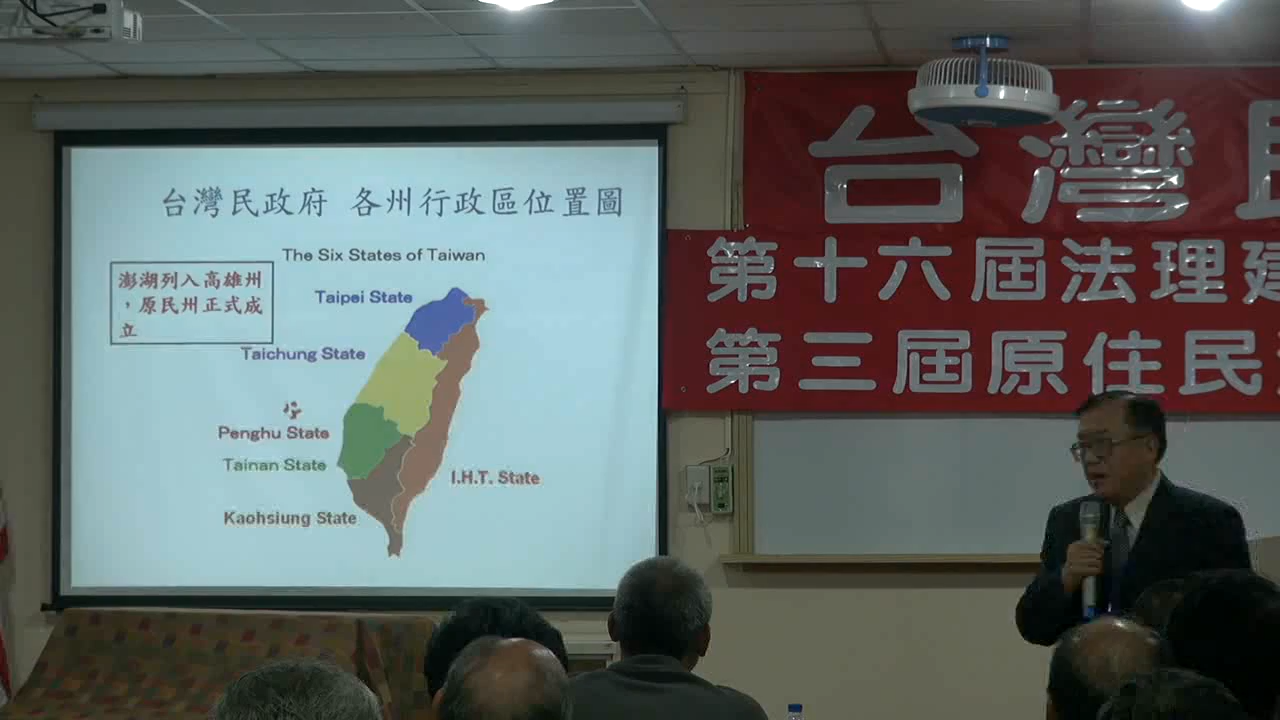 台灣民政府 各州行政區位置圖
The Six States of Taiwan
澎湖列入高雄州
，原民州正式成
立
Taipei State
Taichung State
Penghu State
Tainan State
I.H.T. State
Kaohsiung State
台灣
第十六屆法理建
第三屆原住民